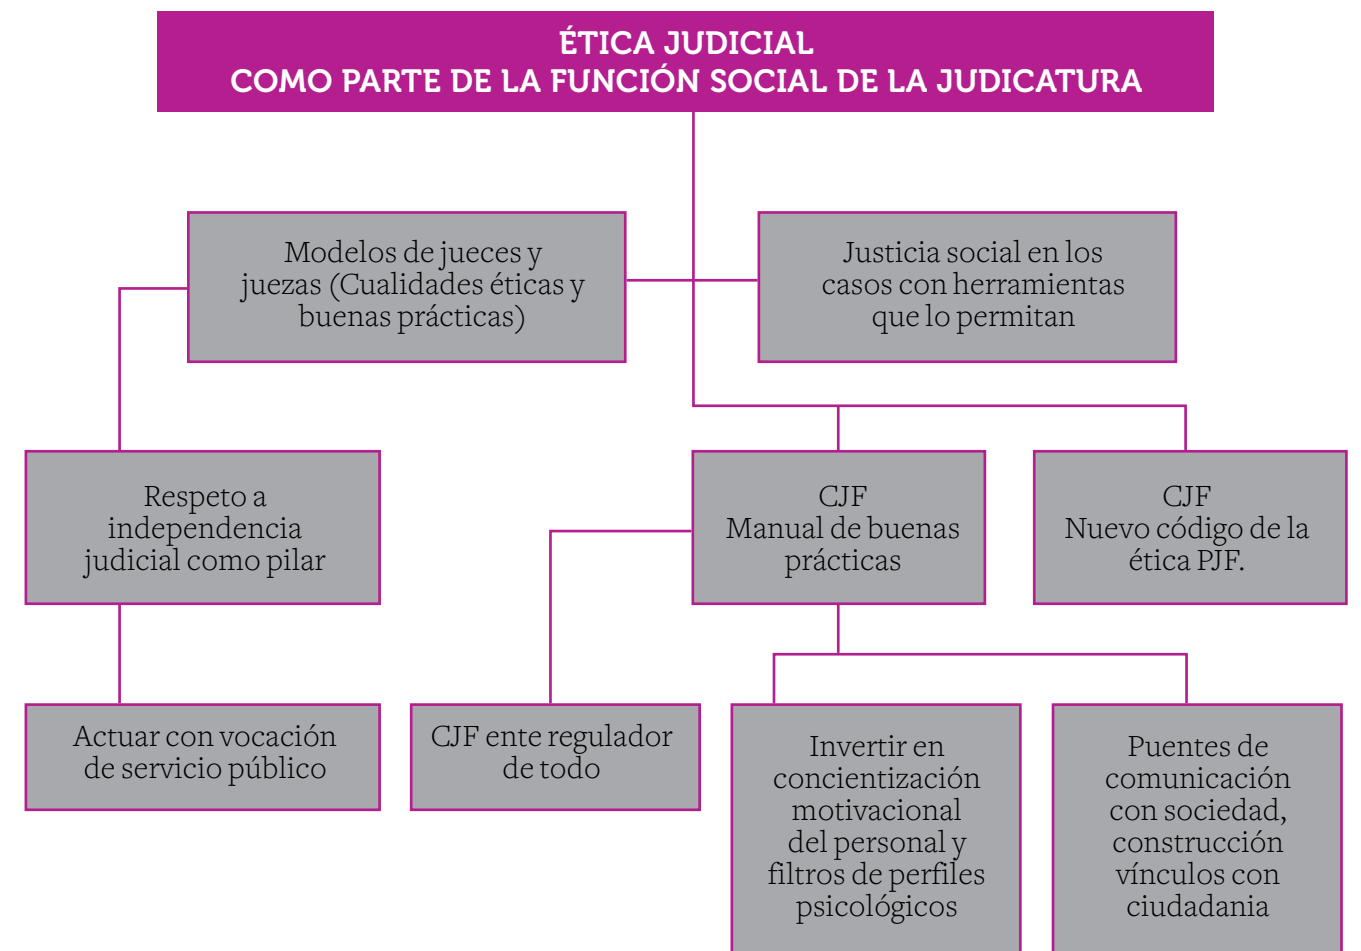 ÉTICA JUDICIAL
COMO PARTE DE LA FUNCIÓN SOCIAL DE LA JUDICATURA
Modelos de jueces y
juezas (Cualidades éticas y
buenas prácticas)
Justicia social en los
casos con herramientas
que lo permitan
Respeto a
independencia
judicial como pilar
CJF
Manual de buenas
prácticas
CJF
Nuevo código de la
ética PJF.
Actuar con vocación
de servicio público
CJF ente regulador
de todo
Invertir en
concientización
motivacional
del personal y
filtros de perfiles
psicológicos
Puentes de
comunicación
con sociedad,
construcción
vínculos con
ciudadania